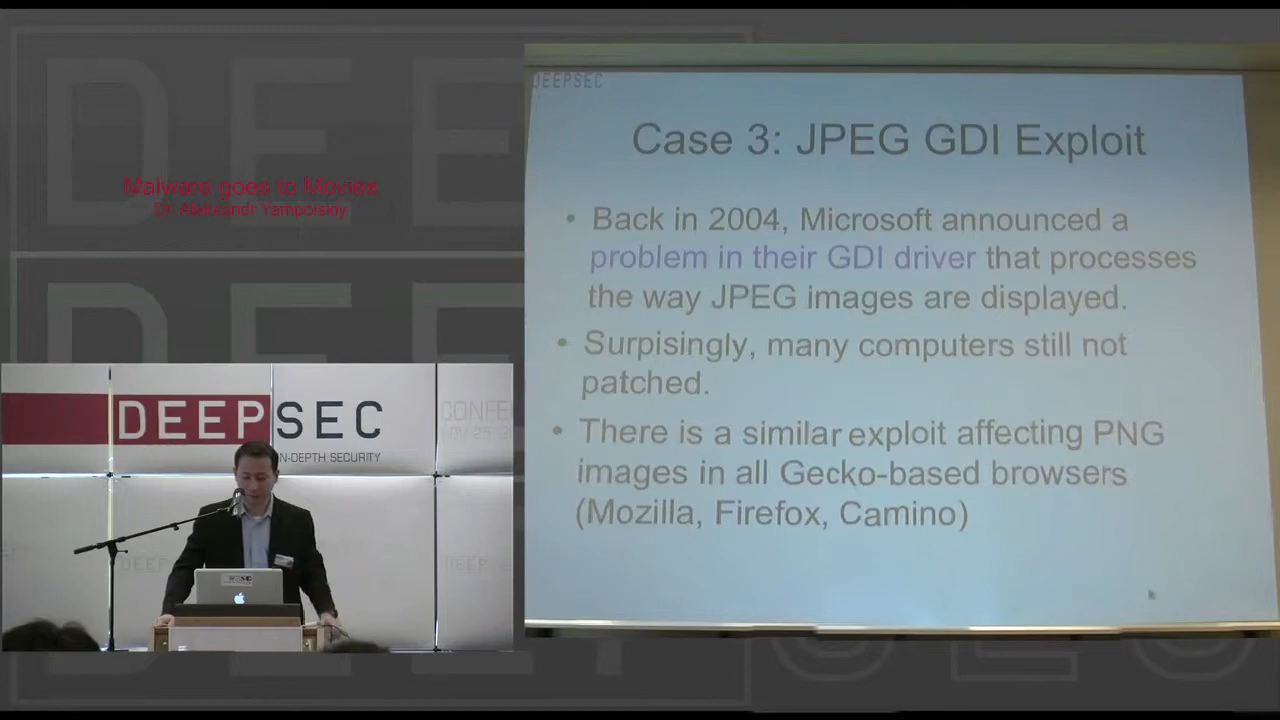 Malware goes to Movies
Dr. Aleksandr Yampolskiy
DEEPSEC
IN-DEPTH SECURITY
DEEPSEC
Case 3: JPEG GDI Exploit
• Back in 2004, Microsoft announced a
problem in their GDI driver that processes
the way JPEG images are displayed.
• Surpisingly, many computers still not
patched.
• There is a similar exploit affecting PNG
images in all Gecko-based browsers
(Mozilla, Firefox, Camino)